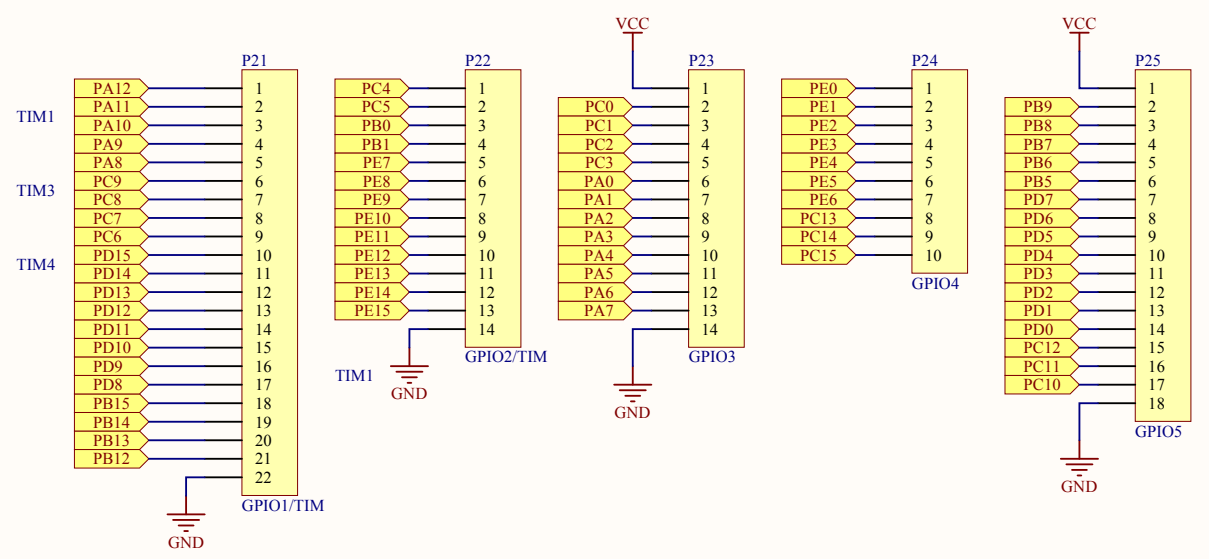 VCC
VCC
P21
P22
P23
P24
P25
PA12 1
PA11 2
PA10 3
PA9 4
PA8 5
PC9 6
PC8 7
PC7 8
PC6 9
PD15 10
PD14 11
PD13 12
PD12 13
PD11 14
PD10 15
PD9 16
PD8 17
PB15 18
PB14 19
PB13 20
PB12 21
22
TIM1
TIM3
TIM4
GPIO1/TIM
GND
PC4 1
PC5 2
PB0 3
PB1 4
PE7 5
PE8 6
PE9 7
PE10 8
PE11 9
PE12 10
PE13 11
PE14 12
PE15 13
14
GPIO2/TIM
TIM1
GND
1
PC0 2
PC1 3
PC2 4
PC3 5
PA0 6
PA1 7
PA2 8
PA3 9
PA4 10
PA5 11
PA6 12
PA7 13
14
GPIO3
GND
PE0 1
PE1 2
PE2 3
PE3 4
PE4 5
PE5 6
PE6 7
PC13 8
PC14 9
PC15 10
GPIO4
1
PB9 2
PB8 3
PB7 4
PB6 5
PB5 6
PD7 7
PD6 8
PD5 9
PD4 10
PD3 11
PD2 12
PD1 13
PD0 14
PC12 15
PC11 16
PC10 17
18
GPIO5
GND